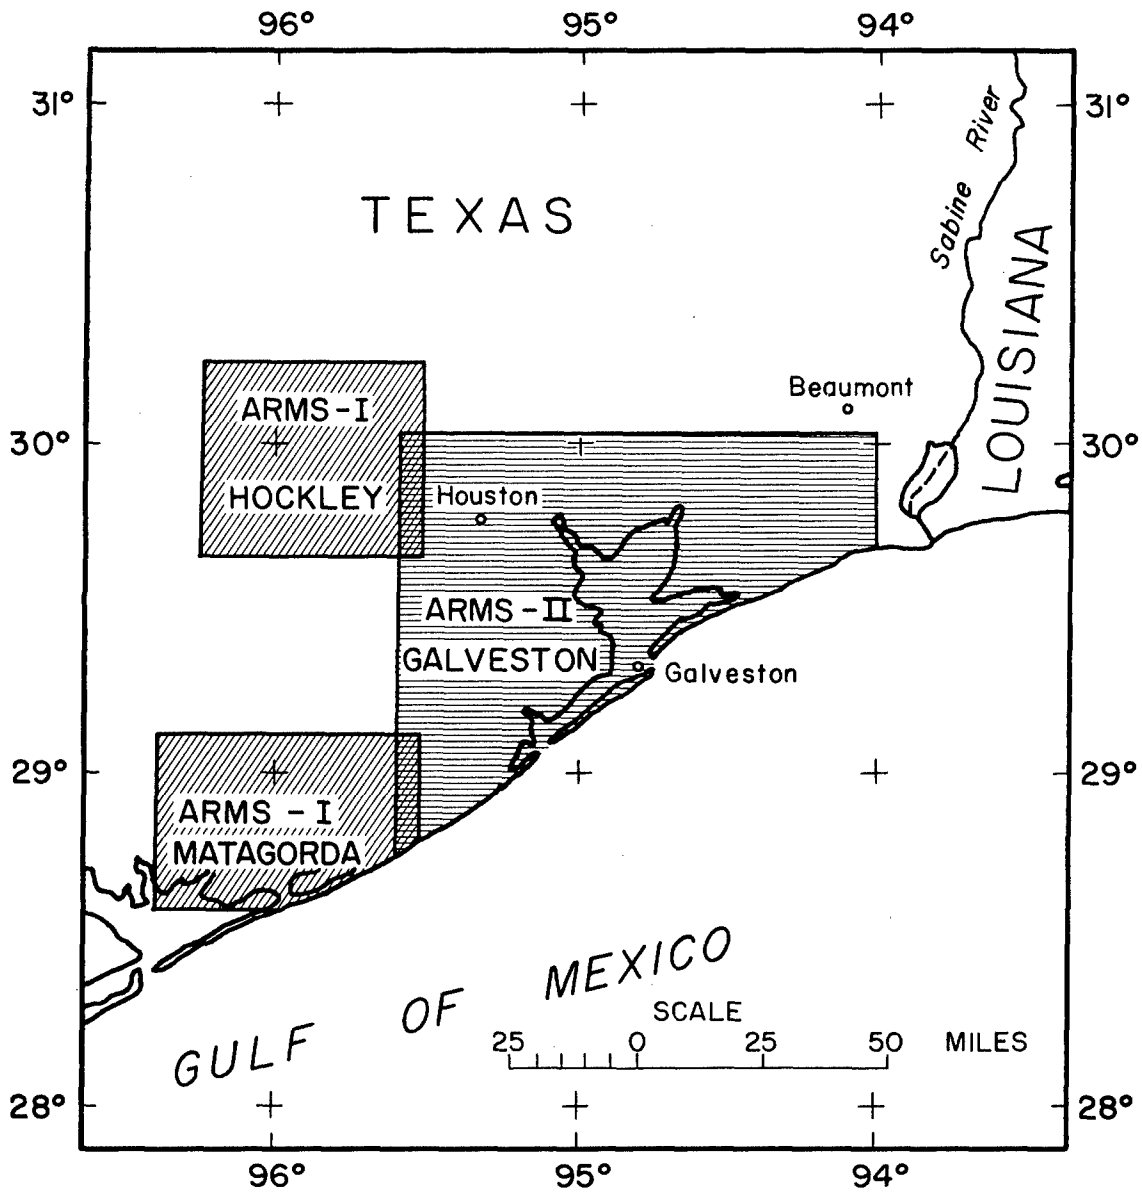 96° 95° 94°
31° 31°
Sabine River
TEXAS
LOUISIANA
Beaumont
ARMS-I
30° 30°
HOCKLEY
Houston
ARMS-II
GALVESTON
Galveston
29° 29°
ARMS - I
MATAGORDA
GULF OF MEXICO
SCALE
25 0 25 50 MILES
28° 28°
96° 95° 94°